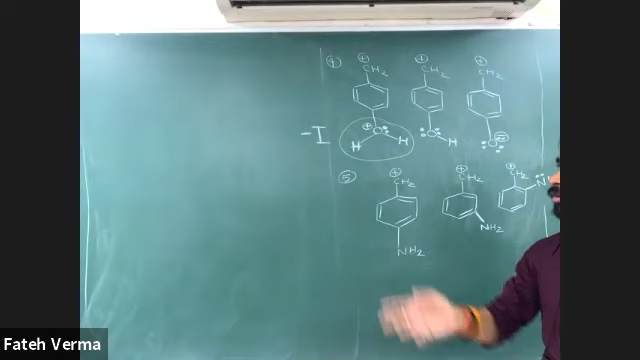 4) ⊕ CH2 ⊕ CH2 ⊕ CH2
-I ⊕ O H H O H O ⊖
5) ⊕ CH2 ⊕ CH2 ⊕ CH2
NH2 NH2 N
Fateh Verma